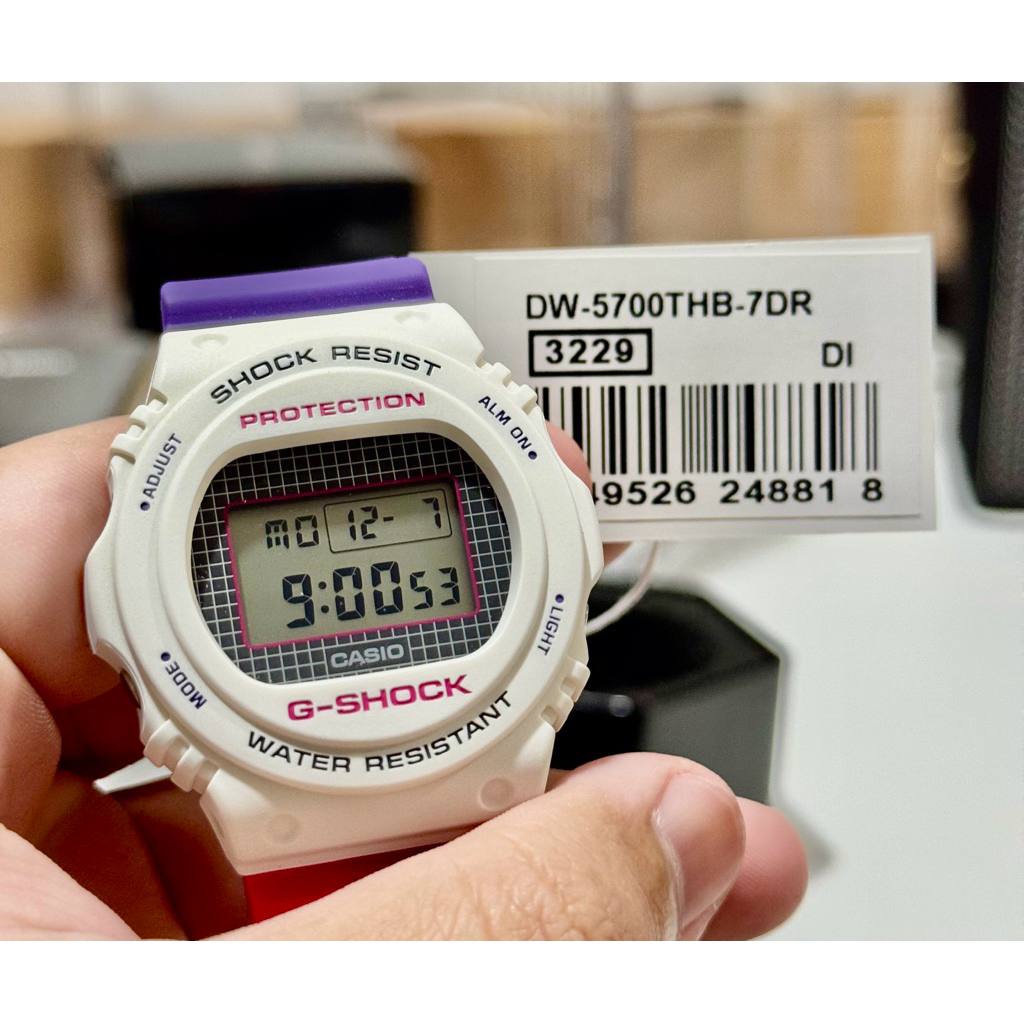 SHOCK RESIST
PROTECTION
•ADJUST
ALM ON•
MO 12- 7
9:00 53
CASIO
MODE•
•LIGHT
G-SHOCK
WATER RESISTANT
DW-5700THB-7DR
3229 DI
49526 24881 8